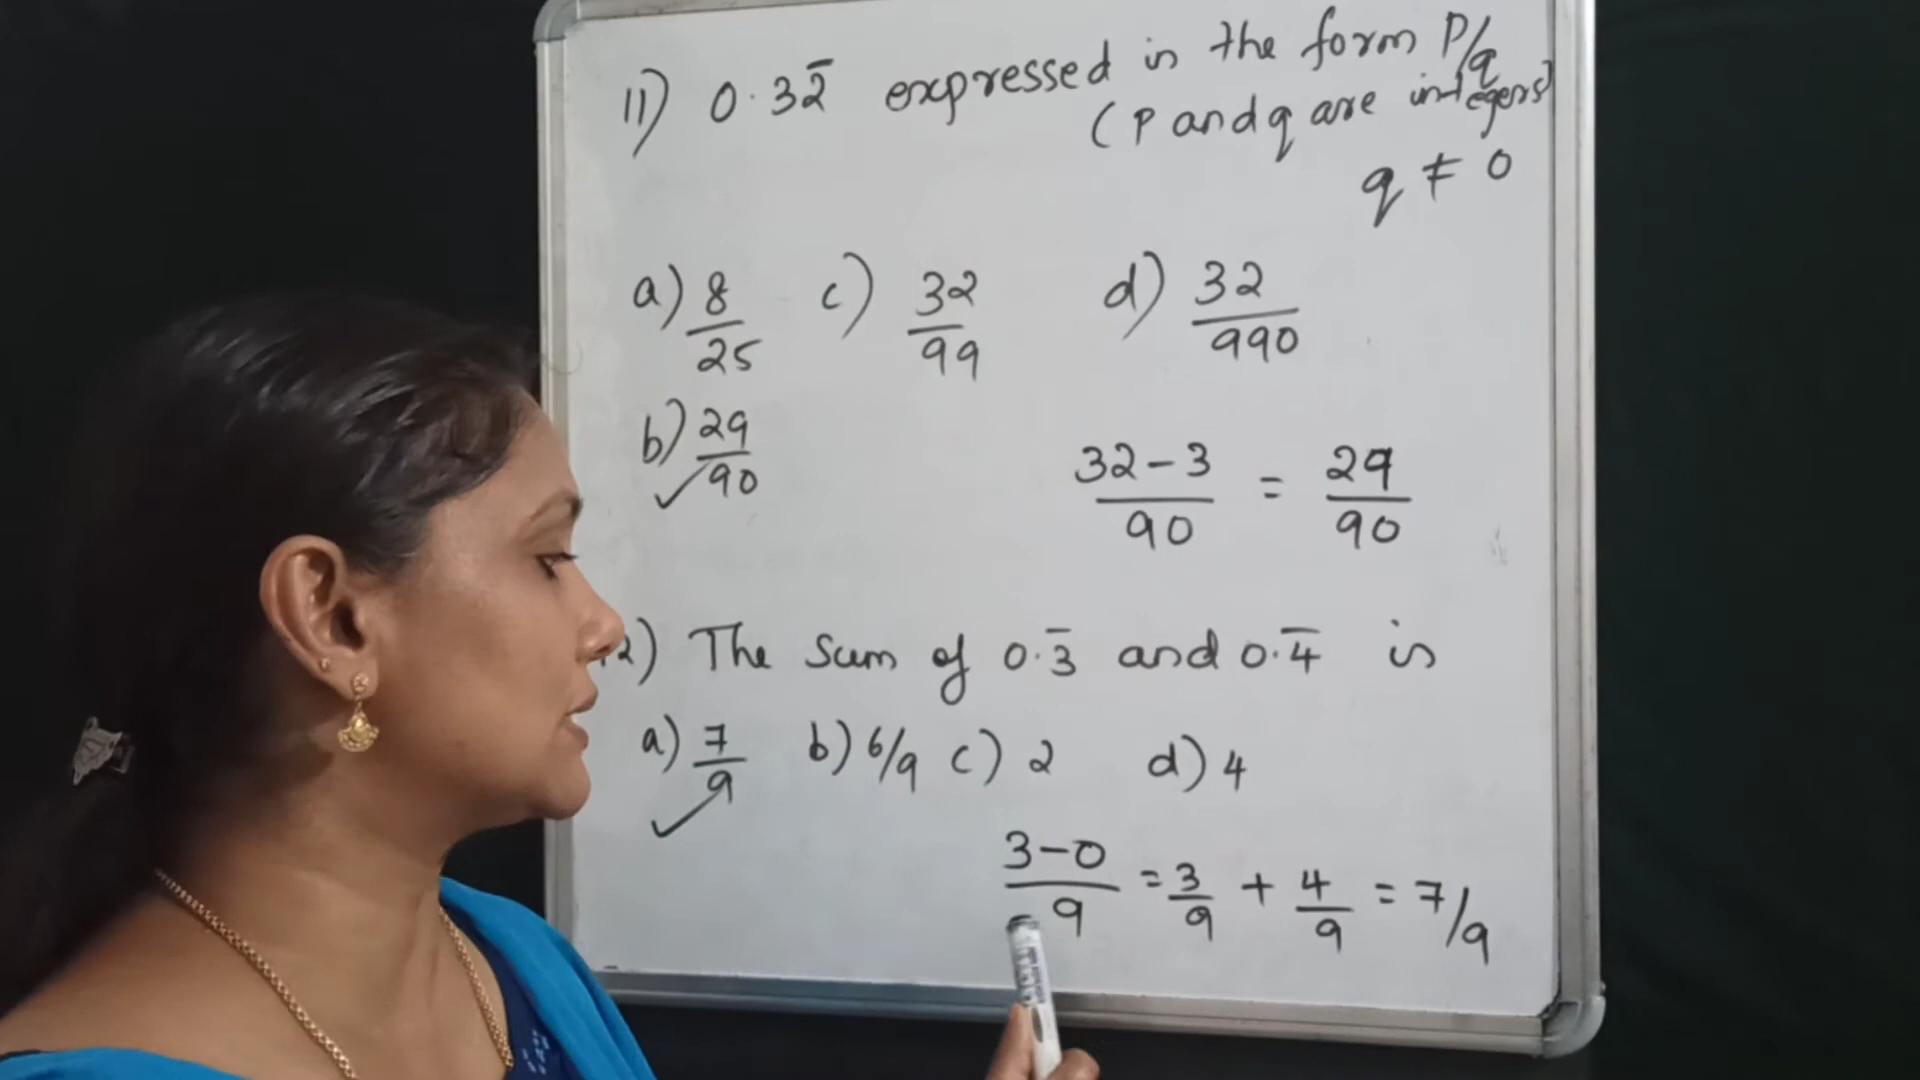 11) 0.32̅ expressed in the form P/q
(P and q are integers)
q ≠ 0
a) 8/25 c) 32/99 d) 32/990
b) 29/90 ✓
32-3/90 = 29/90
2) The Sum of 0.3̅ and 0.4̅ is
a) 7/9 ✓ b) 6/9 c) 2 d) 4
3-0/9 = 3/9 + 4/9 = 7/9